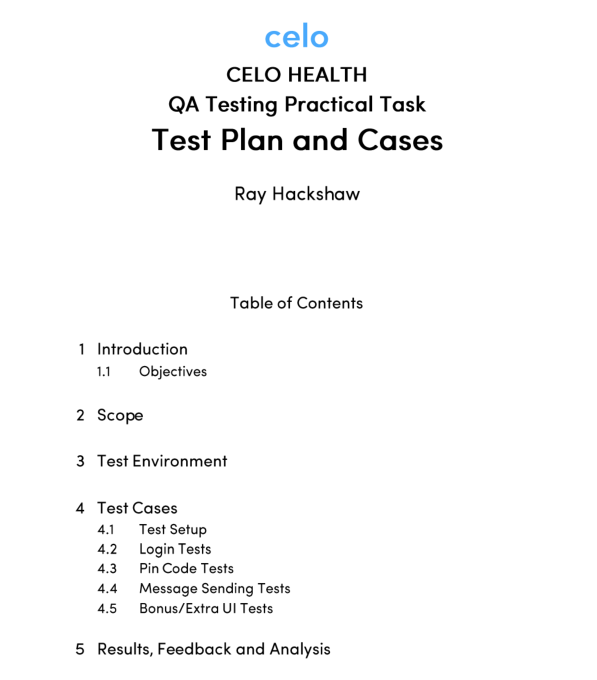 celo
CELO HEALTH
QA Testing Practical Task
Test Plan and Cases
Ray Hackshaw
Table of Contents
1 Introduction
1.1 Objectives
2 Scope
3 Test Environment
4 Test Cases
4.1 Test Setup
4.2 Login Tests
4.3 Pin Code Tests
4.4 Message Sending Tests
4.5 Bonus/Extra UI Tests
5 Results, Feedback and Analysis